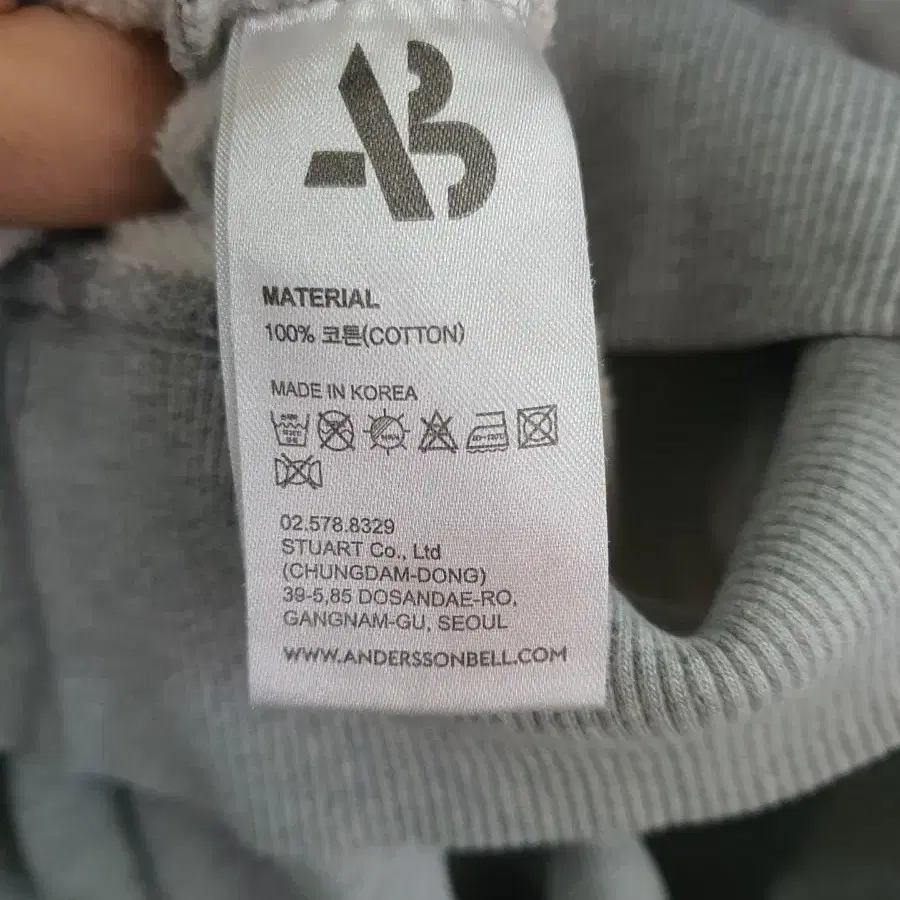 AB
MATERIAL
100% 코튼(COTTON)
MADE IN KOREA
02.578.8329
STUART Co., Ltd
(CHUNGDAM-DONG)
39-5,85 DOSANDAE-RO,
GANGNAM-GU, SEOUL
WWW.ANDERSSONBELL.COM